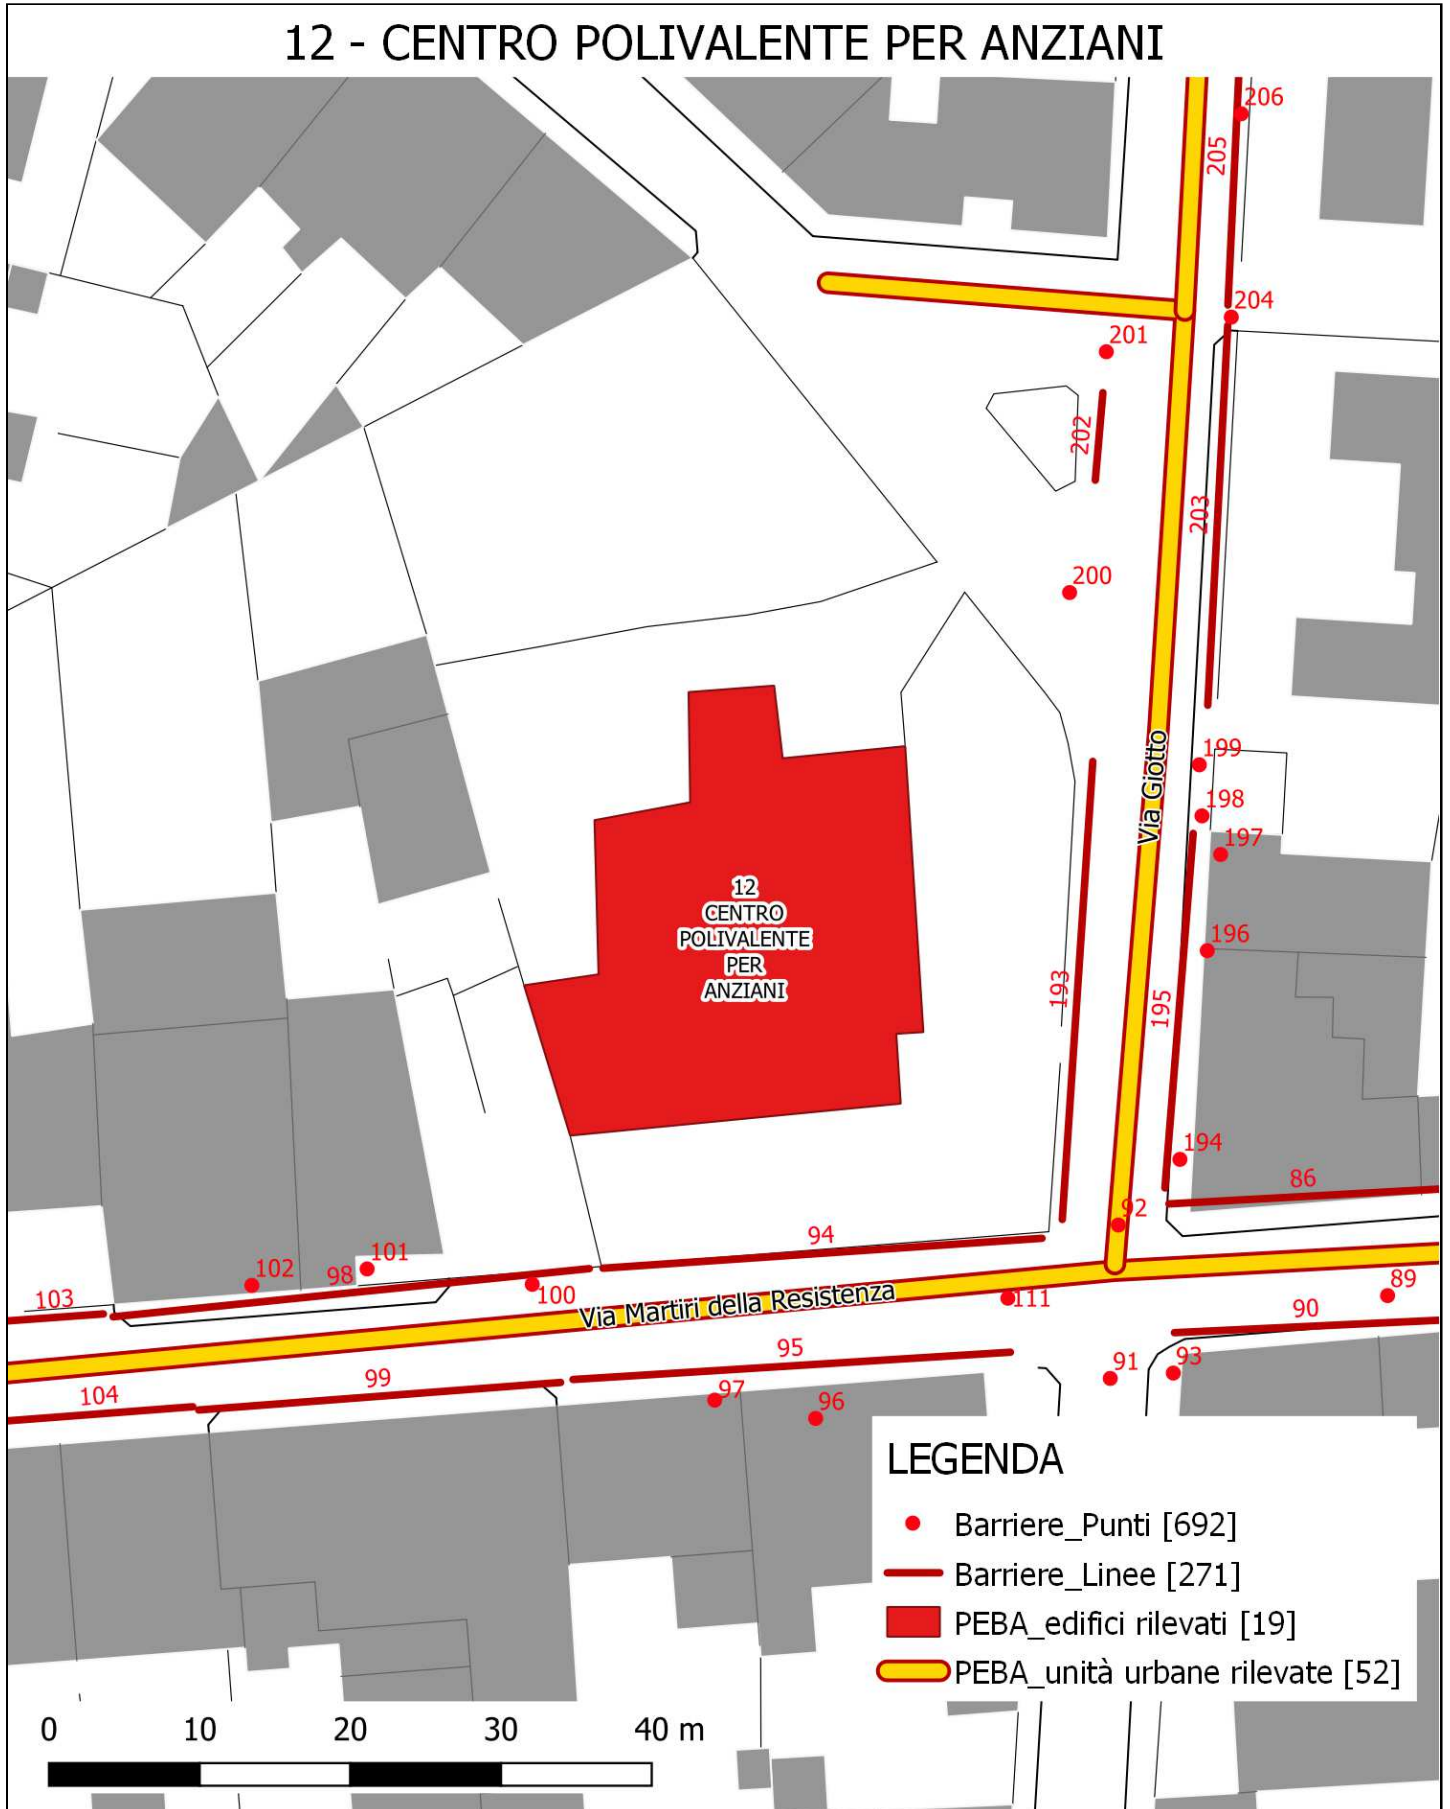 12 - CENTRO POLIVALENTE PER ANZIANI
206
205
204
201
202
203
200
199
198
Via Giotto
197
12
CENTRO
POLIVALENTE
PER
ANZIANI
196
193
195
194
86
92
94
101
102
98
100
89
103
Via Martiri della Resistenza
111
90
95
91
93
99
104
97
96
LEGENDA
Barriere_Punti [692]
Barriere_Linee [271]
PEBA_edifici rilevati [19]
PEBA_unità urbane rilevate [52]
0 10 20 30 40 m